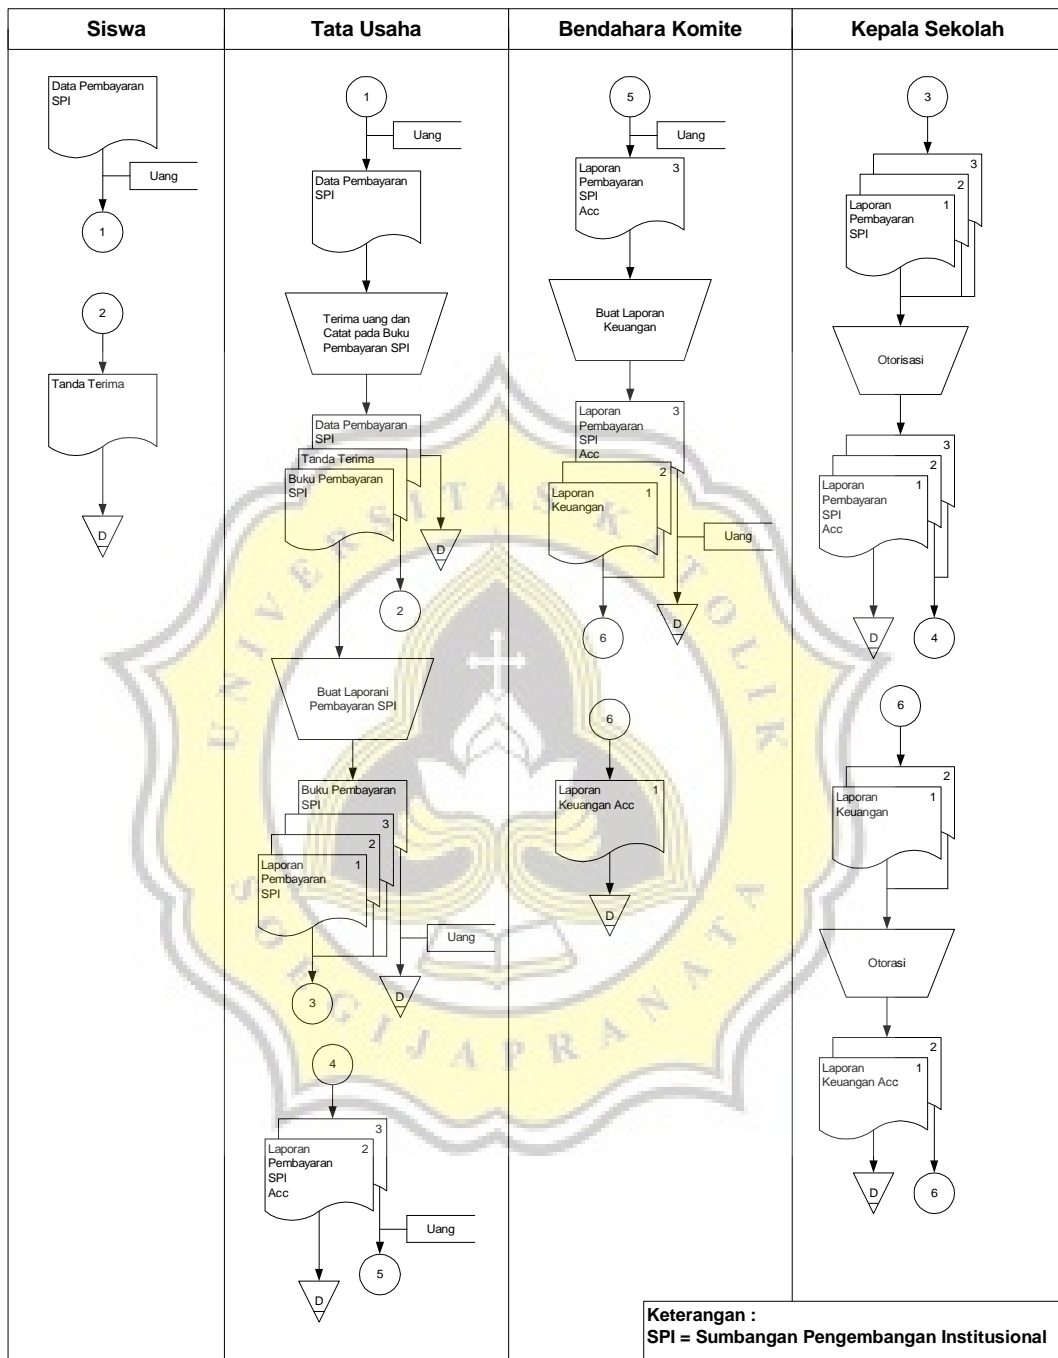 Siswa
Tata Usaha
Bendahara Komite
Kepala Sekolah
Data Pembayaran
SPI
Uang
1
2
Tanda Terima
D
1
Uang
Data Pembayaran
SPI
Terima uang dan
Catat pada Buku
Pembayaran SPI
Data Pembayaran
SPI
Tanda Terima
Buku Pembayaran
SPI
D
2
Buat Laporani
Pembayaran SPI
Buku Pembayaran
SPI
3
2
Laporan 1
Pembayaran
SPI
Uang
D
3
4
3
Laporan 2
Pembayaran
SPI
Acc
Uang
5
D
5
Uang
Laporan 3
Pembayaran
SPI
Acc
Buat Laporan
Keuangan
Laporan 3
Pembayaran
SPI
Acc
2
Laporan 1
Keuangan
Uang
D
6
6
Laporan 1
Keuangan Acc
D
3
3
2
Laporan 1
Pembayaran
SPI
Otorisasi
3
2
Laporan 1
Pembayaran
SPI
Acc
D
4
6
2
Laporan 1
Keuangan
Otorasi
2
Laporan 1
Keuangan Acc
D
6
Keterangan :
SPI = Sumbangan Pengembangan Institusional
UNIVERSITAS KATOLIK
SOEGIJAPRANATA